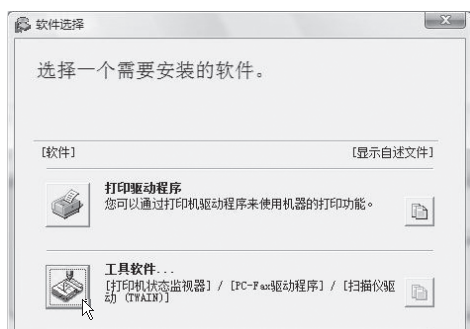 软件选择
选择一个需要安装的软件。
[软件] [显示自述文件]
打印驱动程序
您可以通过打印机驱动程序来使用机器的打印功能。
工具软件...
[打印机状态监视器] / [PC-Fax驱动程序] / [扫描仪驱
动 (TWAIN)]